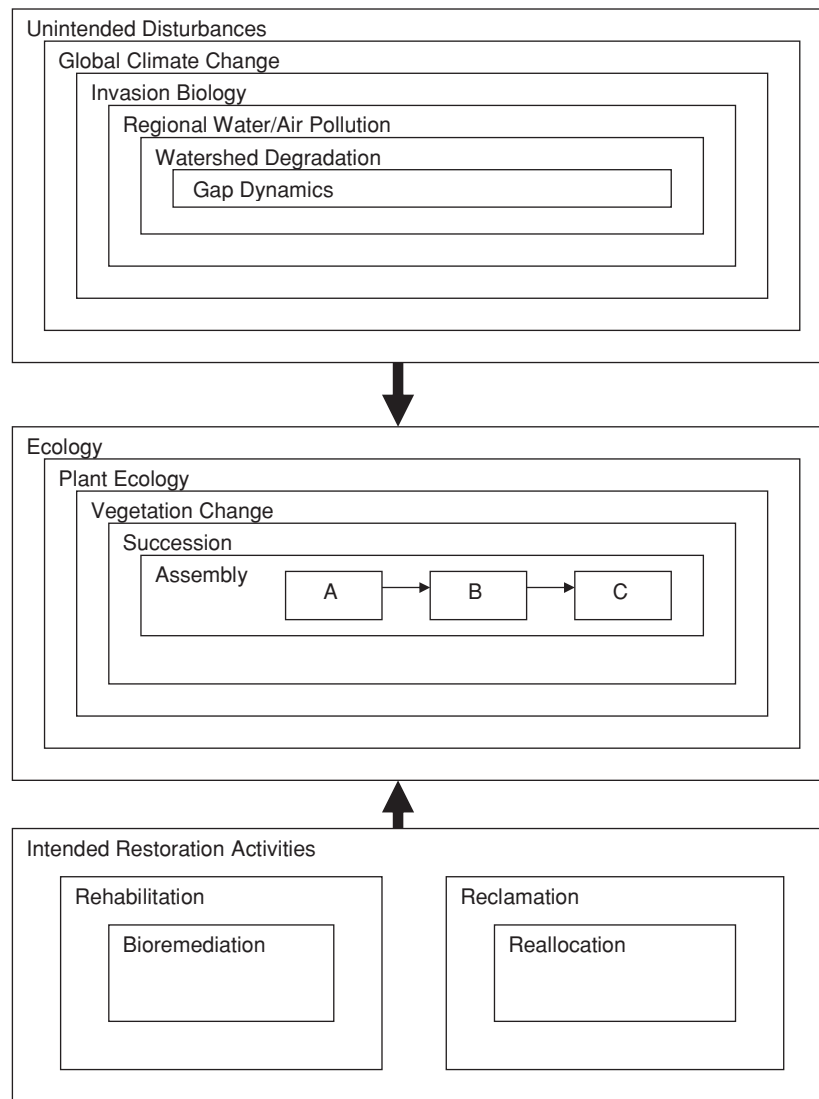 Unintended Disturbances
Global Climate Change
Invasion Biology
Regional Water/Air Pollution
Watershed Degradation
Gap Dynamics
Ecology
Plant Ecology
Vegetation Change
Succession
Assembly A B C
Intended Restoration Activities
Rehabilitation Reclamation
Bioremediation Reallocation